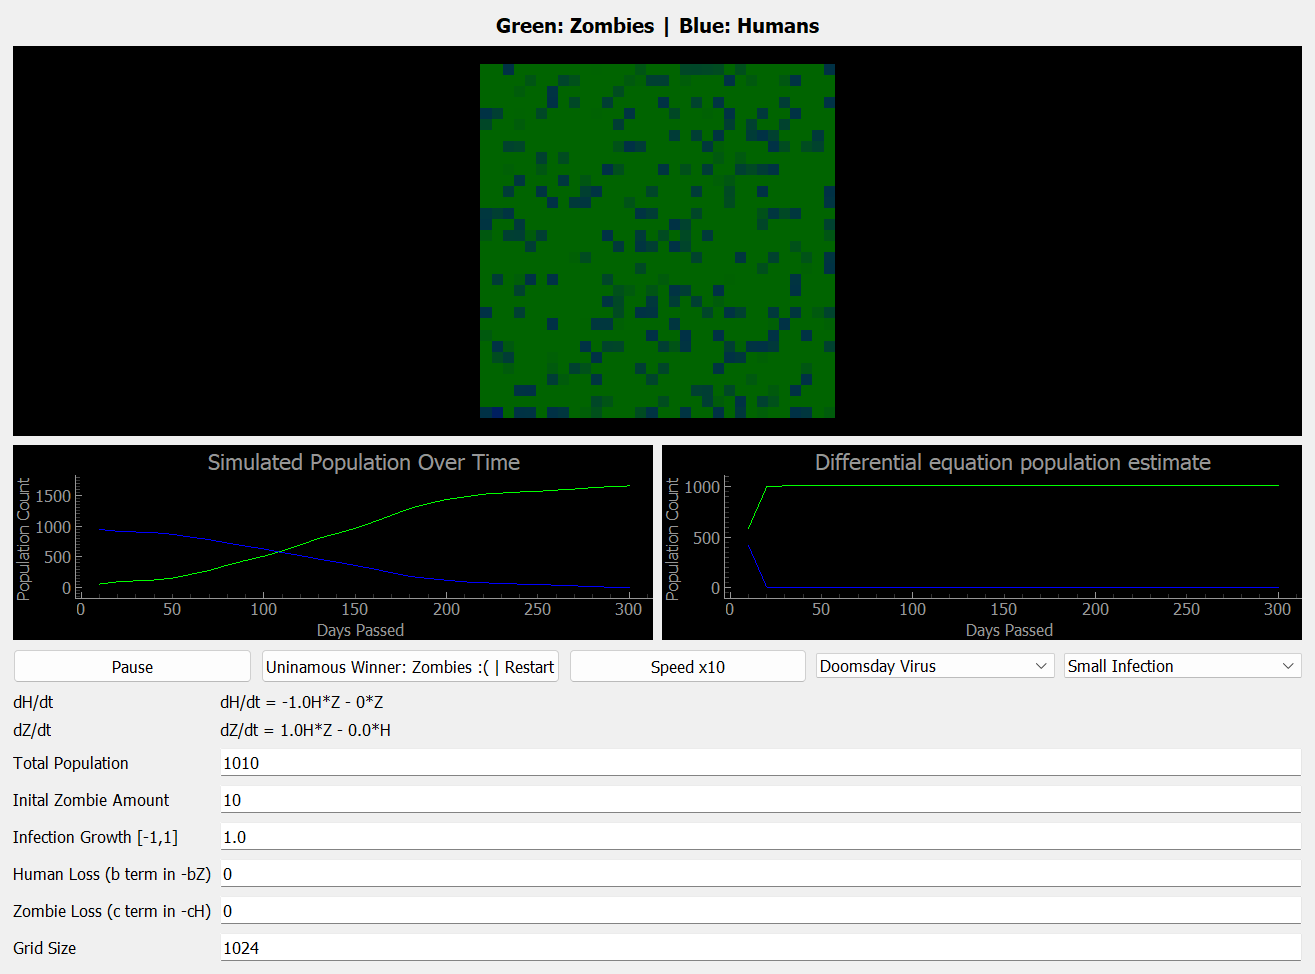 Green: Zombies | Blue: Humans
Simulated Population Over Time
Population Count
1500
1000
500
0
0 50 100 150 200 250 300
Days Passed
Differential equation population estimate
Population Count
1000
500
0
0 50 100 150 200 250 300
Days Passed
Pause Uninamous Winner: Zombies :( | Restart Speed x10 Doomsday Virus Small Infection
dH/dt dH/dt = -1.0H*Z - 0*Z
dZ/dt dZ/dt = 1.0H*Z - 0.0*H
Total Population 1010
Inital Zombie Amount 10
Infection Growth [-1,1] 1.0
Human Loss (b term in -bZ) 0
Zombie Loss (c term in -cH) 0
Grid Size 1024